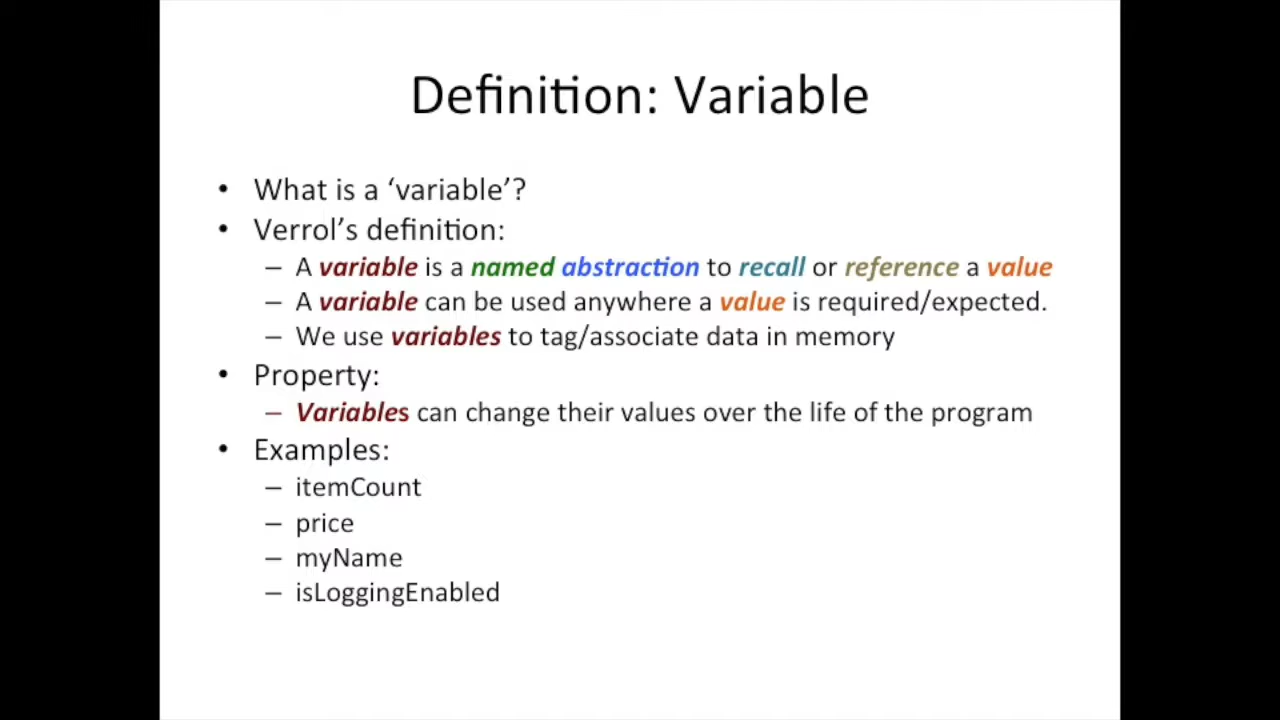 Definition: Variable
• What is a ‘variable’?
• Verrol’s definition:
– A variable is a named abstraction to recall or reference a value
– A variable can be used anywhere a value is required/expected.
– We use variables to tag/associate data in memory
• Property:
– Variables can change their values over the life of the program
• Examples:
– itemCount
– price
– myName
– isLoggingEnabled